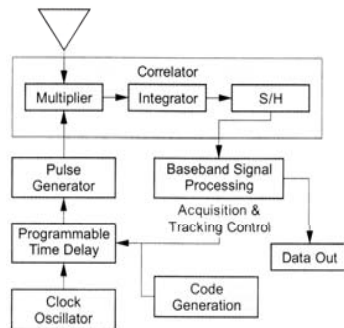 Correlator
Multiplier
Integrator
S/H
Pulse
Generator
Baseband Signal
Processing
Acquisition &
Tracking Control
Programmable
Time Delay
Data Out
Code
Generation
Clock
Oscillator